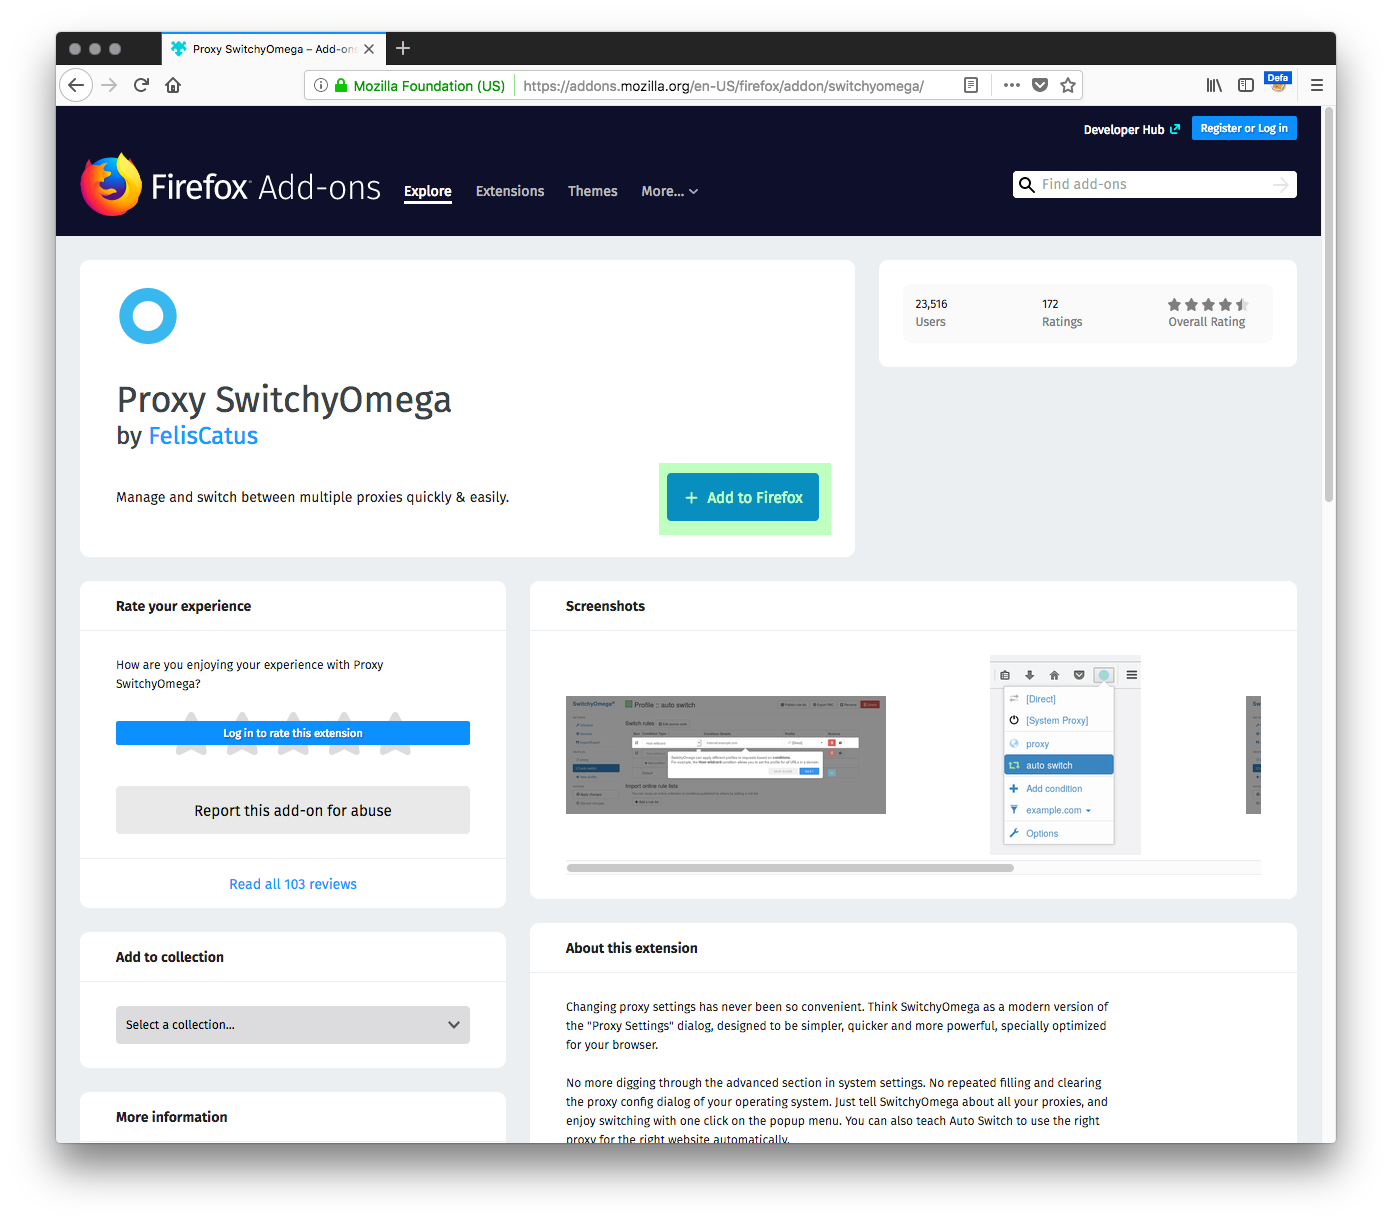 Proxy SwitchyOmega – Add-ons
Mozilla Foundation (US)
https://addons.mozilla.org/en-US/firefox/addon/switchyomega/
Defa
Developer Hub
Register or Log in
Firefox Add-ons
Explore
Extensions
Themes
More...
Find add-ons
Proxy SwitchyOmega
by FelisCatus
Manage and switch between multiple proxies quickly & easily.
+ Add to Firefox
23,516
Users
172
Ratings
Overall Rating
Rate your experience
How are you enjoying your experience with Proxy
SwitchyOmega?
Log in to rate this extension
Report this add-on for abuse
Read all 103 reviews
Add to collection
Select a collection...
More information
Screenshots
SwitchyOmega
Profile :: auto switch
Switch rules
Import online rule lists
[Direct]
[System Proxy]
proxy
auto switch
Add condition
example.com
Options
About this extension
Changing proxy settings has never been so convenient. Think SwitchyOmega as a modern version of
the "Proxy Settings" dialog, designed to be simpler, quicker and more powerful, specially optimized
for your browser.
No more digging through the advanced section in system settings. No repeated filling and clearing
the proxy config dialog of your operating system. Just tell SwitchyOmega about all your proxies, and
enjoy switching with one click on the popup menu. You can also teach Auto Switch to use the right
proxy for the right website automatically.